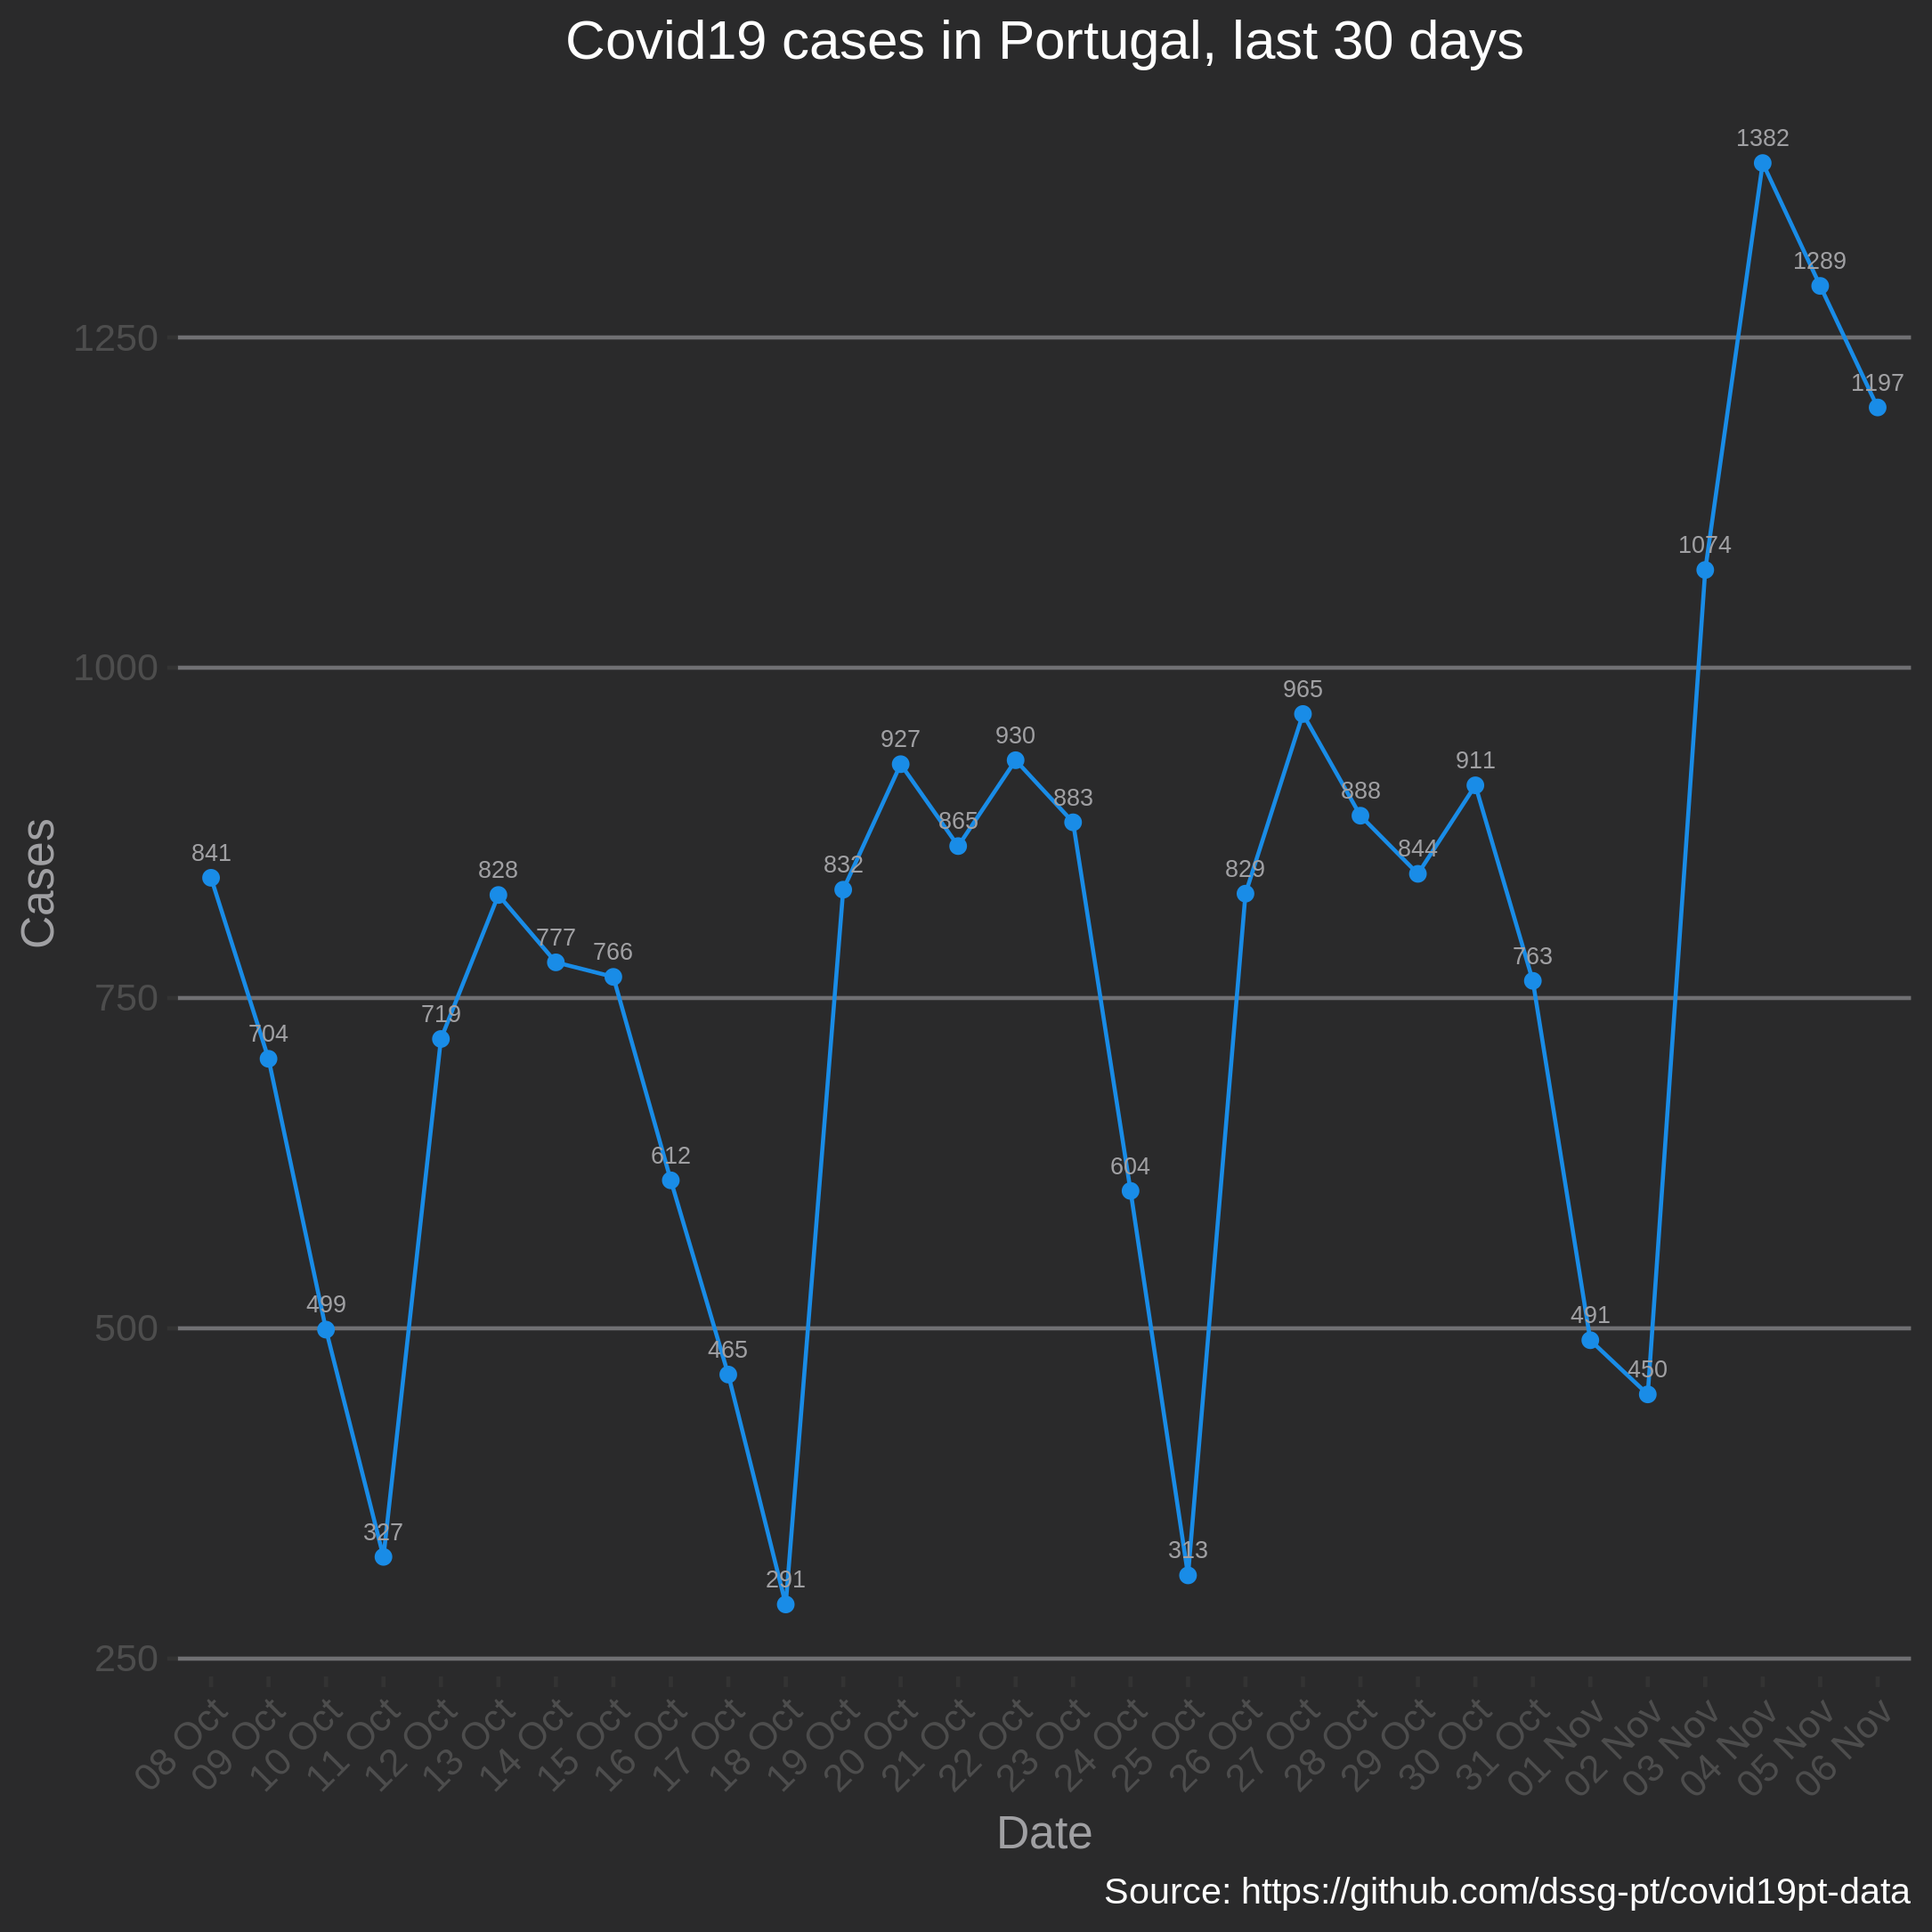 Covid19 cases in Portugal, last 30 days
Cases
1250
1000
750
500
250
841
704
499
327
719
828
777
766
612
465
291
832
927
865
930
883
604
313
829
965
888
844
911
763
491
450
1074
1382
1289
1197
08 Oct
09 Oct
10 Oct
11 Oct
12 Oct
13 Oct
14 Oct
15 Oct
16 Oct
17 Oct
18 Oct
19 Oct
20 Oct
21 Oct
22 Oct
23 Oct
24 Oct
25 Oct
26 Oct
27 Oct
28 Oct
29 Oct
30 Oct
31 Oct
01 Nov
02 Nov
03 Nov
04 Nov
05 Nov
06 Nov
Date
Source: https://github.com/dssg-pt/covid19pt-data